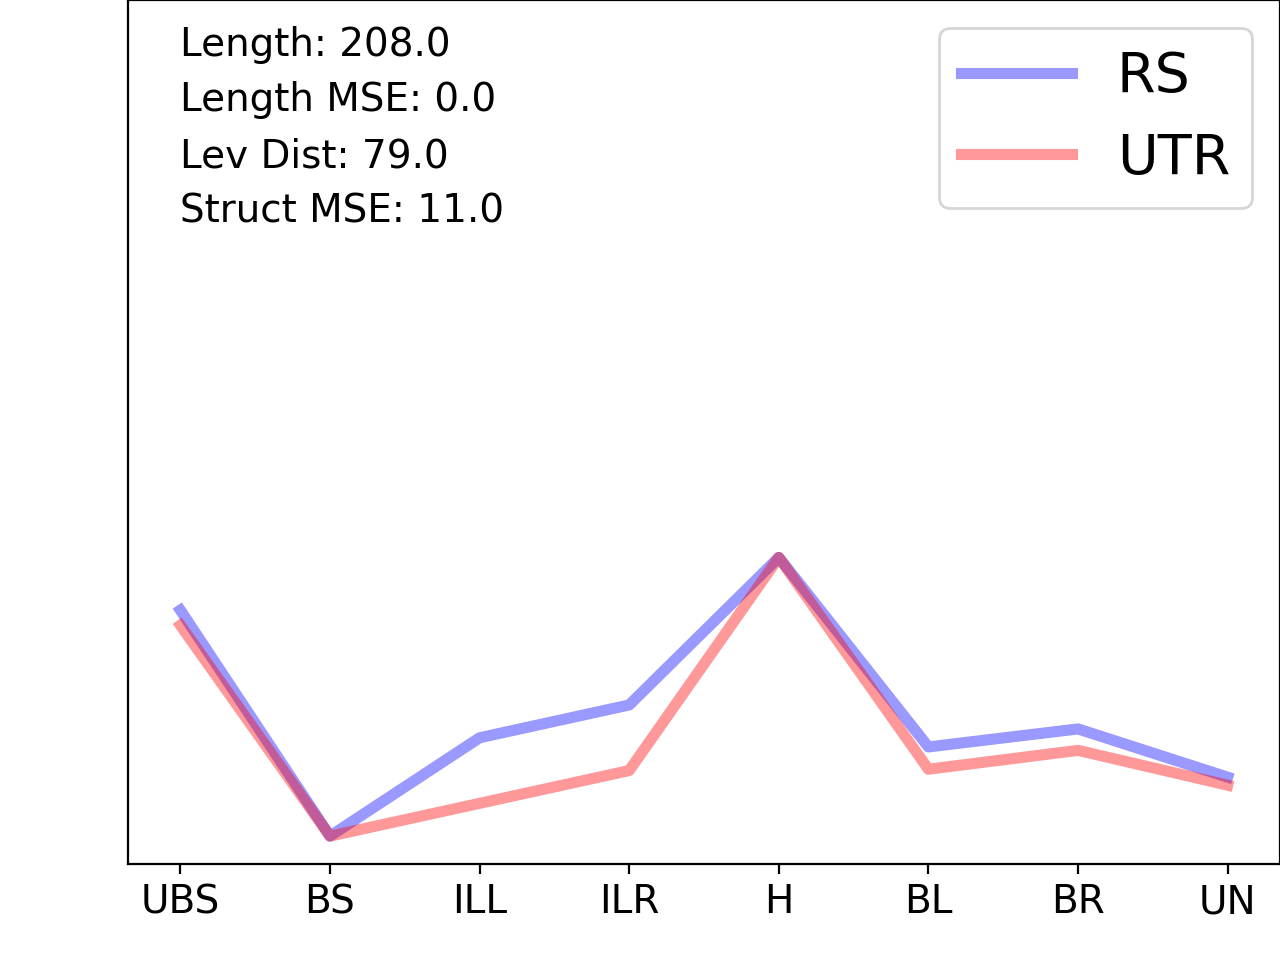 Length: 208.0
Length MSE: 0.0
Lev Dist: 79.0
Struct MSE: 11.0
RS
UTR
UBS BS ILL ILR H BL BR UN